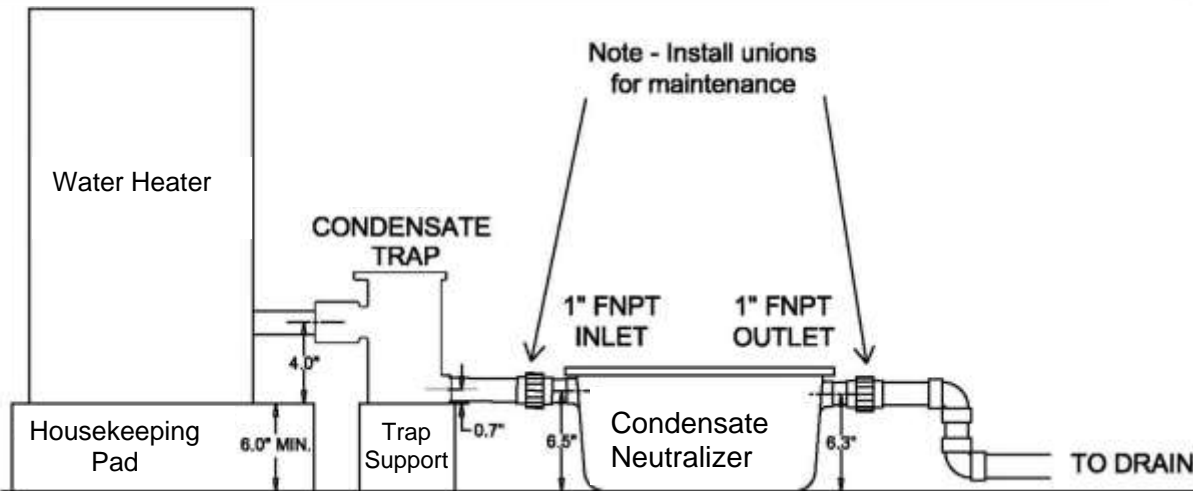 Note - Install unions
for maintenance
Water Heater
CONDENSATE
TRAP
1" FNPT
INLET
1" FNPT
OUTLET
4.0"
Housekeeping
Pad
6.0" MIN.
Trap
Support
0.7"
6.5"
Condensate
Neutralizer
6.3"
TO DRAIN